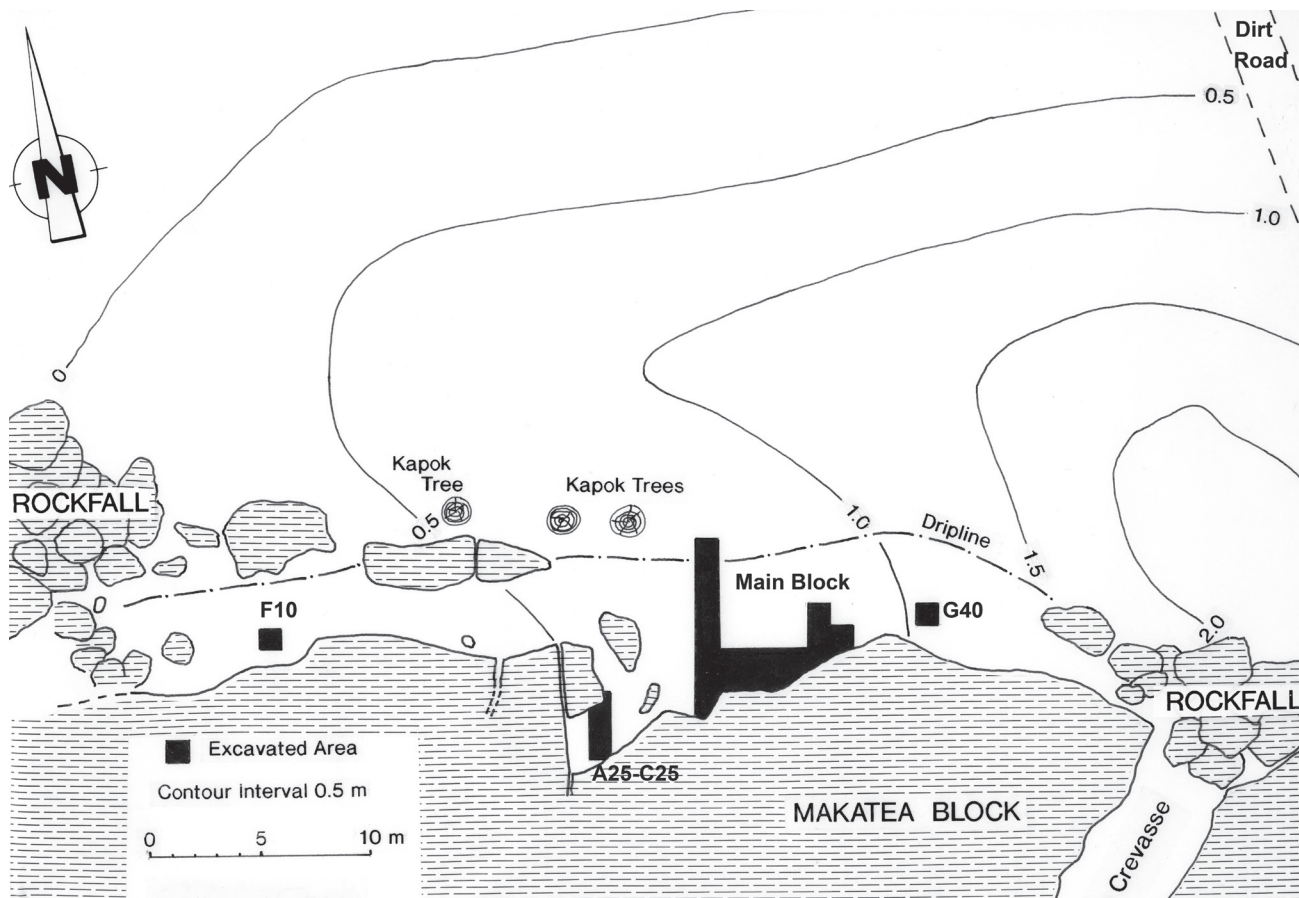 Dirt
Road
0.5
1.0
N
0
Kapok
Tree
Kapok Trees
ROCKFALL
0.5
1.0
Dripline
1.5
Main Block
0
F10
G40
0
2.0
ROCKFALL
Excavated Area
A25-C25
Contour Interval 0.5 m
MAKATEA BLOCK
0 5 10 m
Crevasse